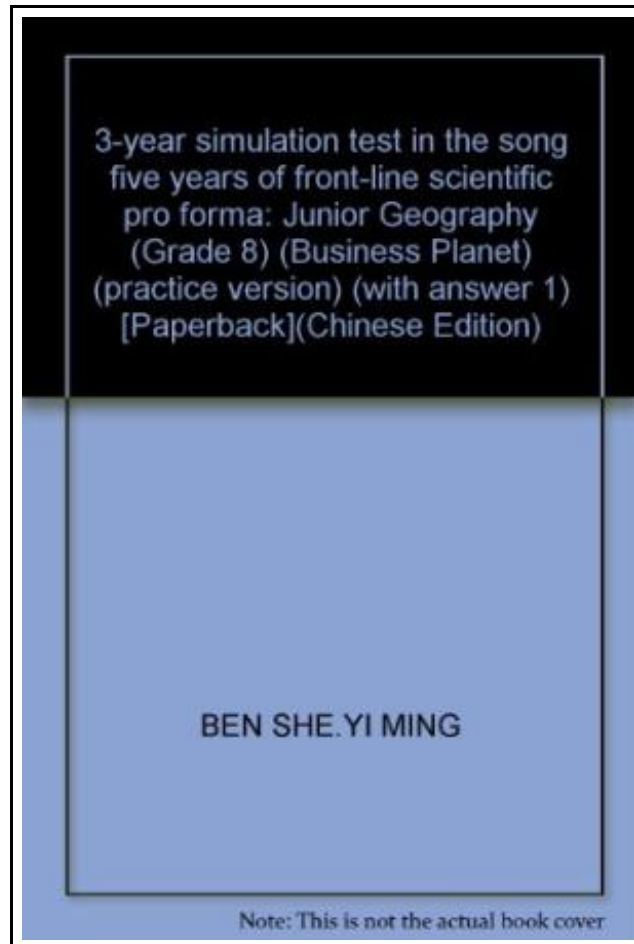 3-year simulation test in the song
five years of front-line scientific
pro forma: Junior Geography
(Grade 8) (Business Planet)
(practice version) (with answer 1)
[Paperback](Chinese Edition)
BEN SHE.YI MING
Note: This is not the actual book cover